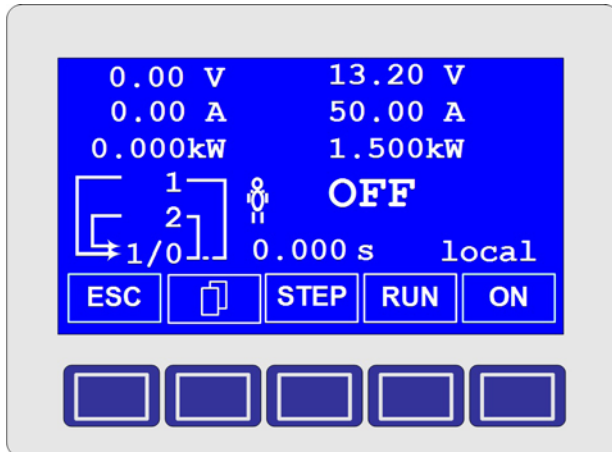 0.00 V 13.20 V
0.00 A 50.00 A
0.000kW 1.500kW
1
OFF
2
1/0 0.000 s local
ESC STEP RUN ON